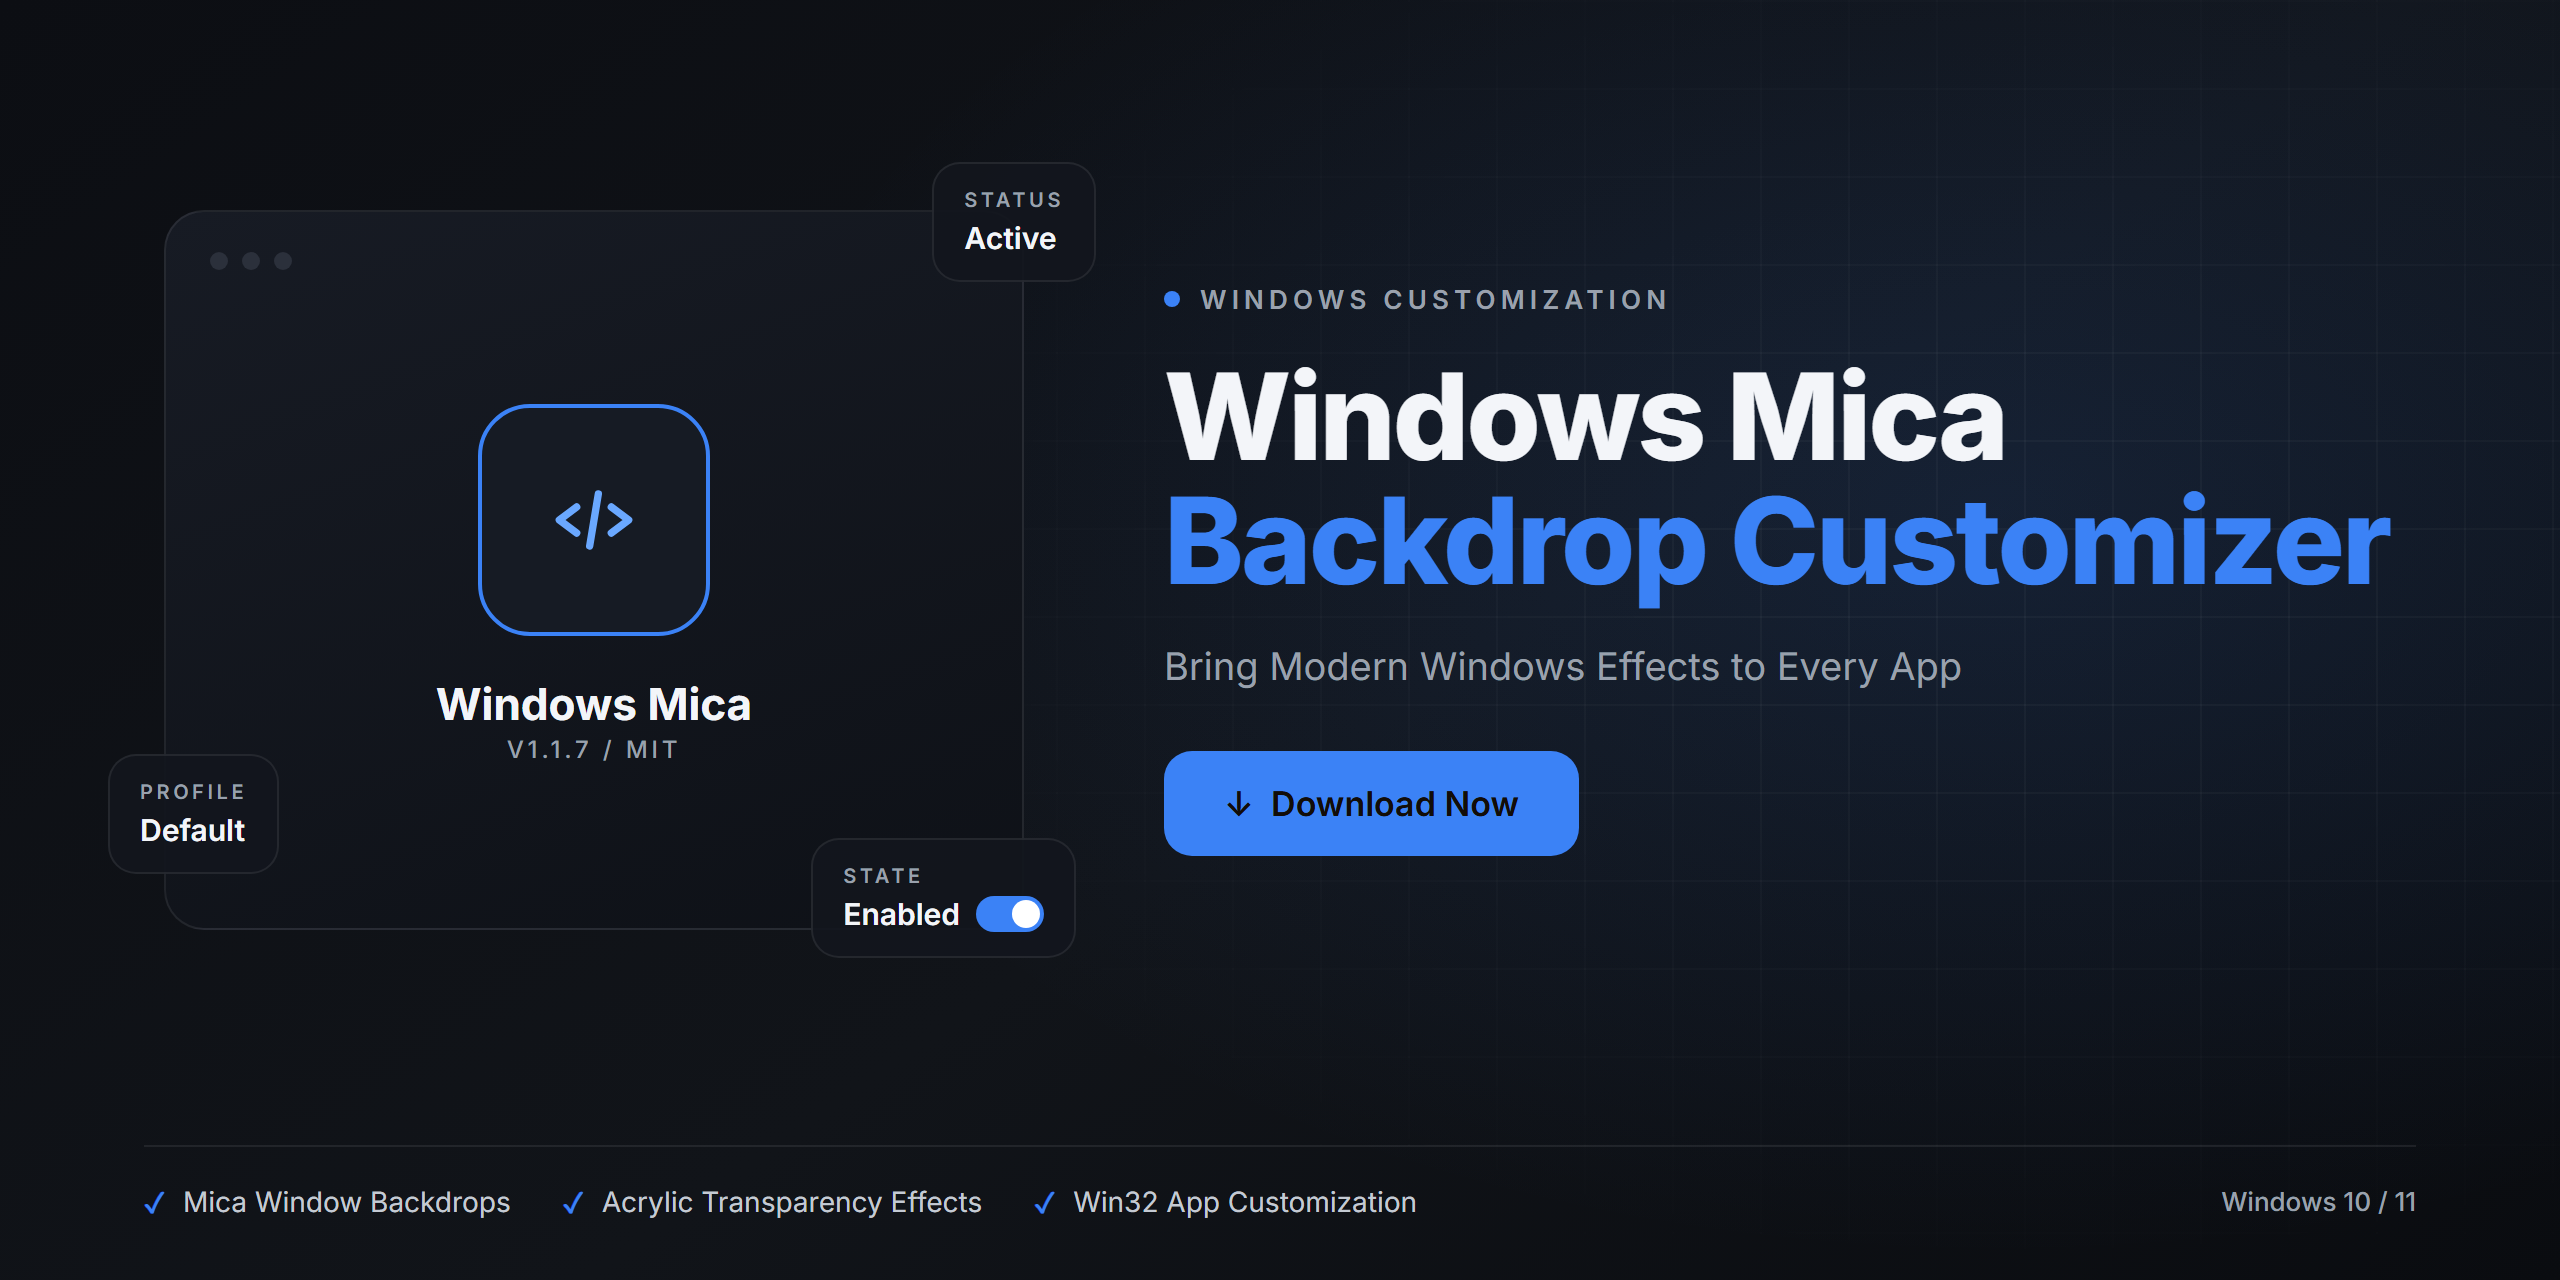 STATUS
Active
Windows Mica
V1.1.7 / MIT
PROFILE
Default
STATE
Enabled
WINDOWS CUSTOMIZATION
Windows Mica
Backdrop Customizer
Bring Modern Windows Effects to Every App
↓ Download Now
✓ Mica Window Backdrops
✓ Acrylic Transparency Effects
✓ Win32 App Customization
Windows 10 / 11